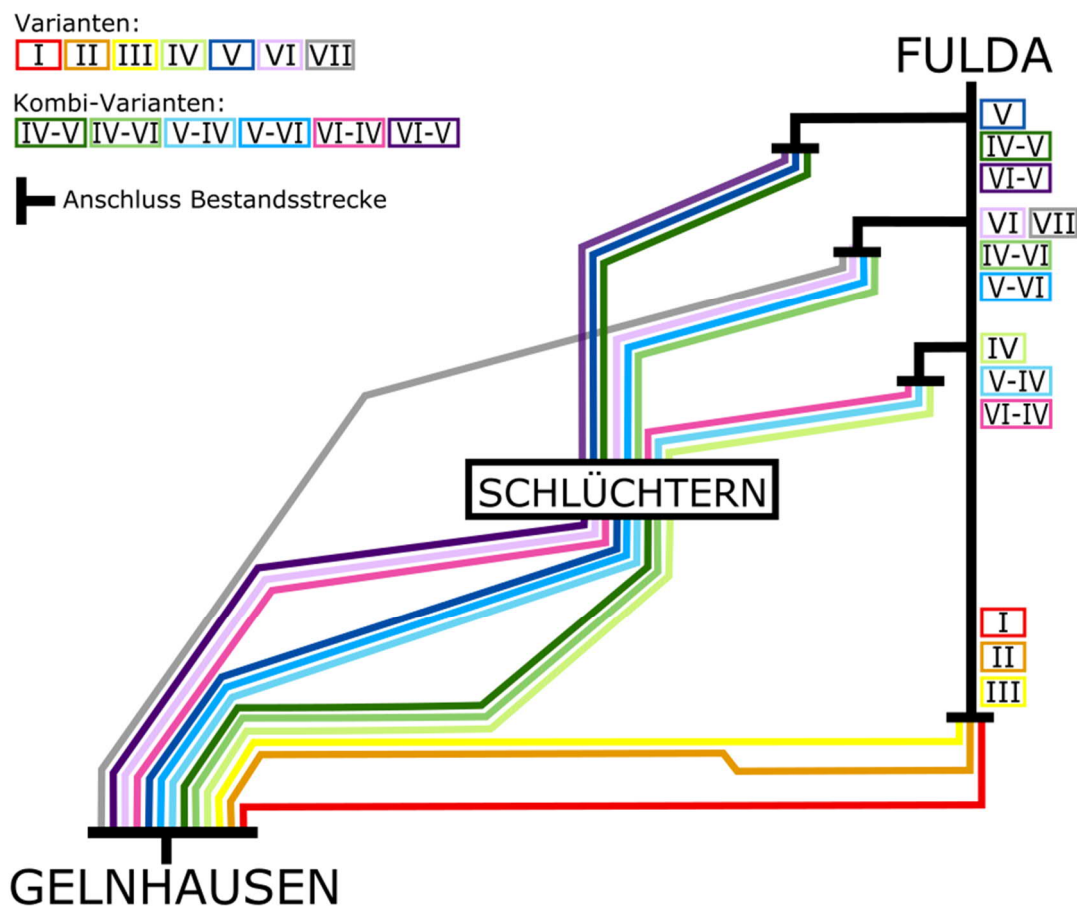 Varianten:
I II III IV V VI VII
Kombi-Varianten:
IV-V IV-VI V-IV V-VI VI-IV VI-V
Anschluss Bestandsstrecke
FULDA
V
IV-V
VI-V
VI VII
IV-VI
V-VI
IV
V-IV
VI-IV
SCHLÜCHTERN
I
II
III
GELNHAUSEN